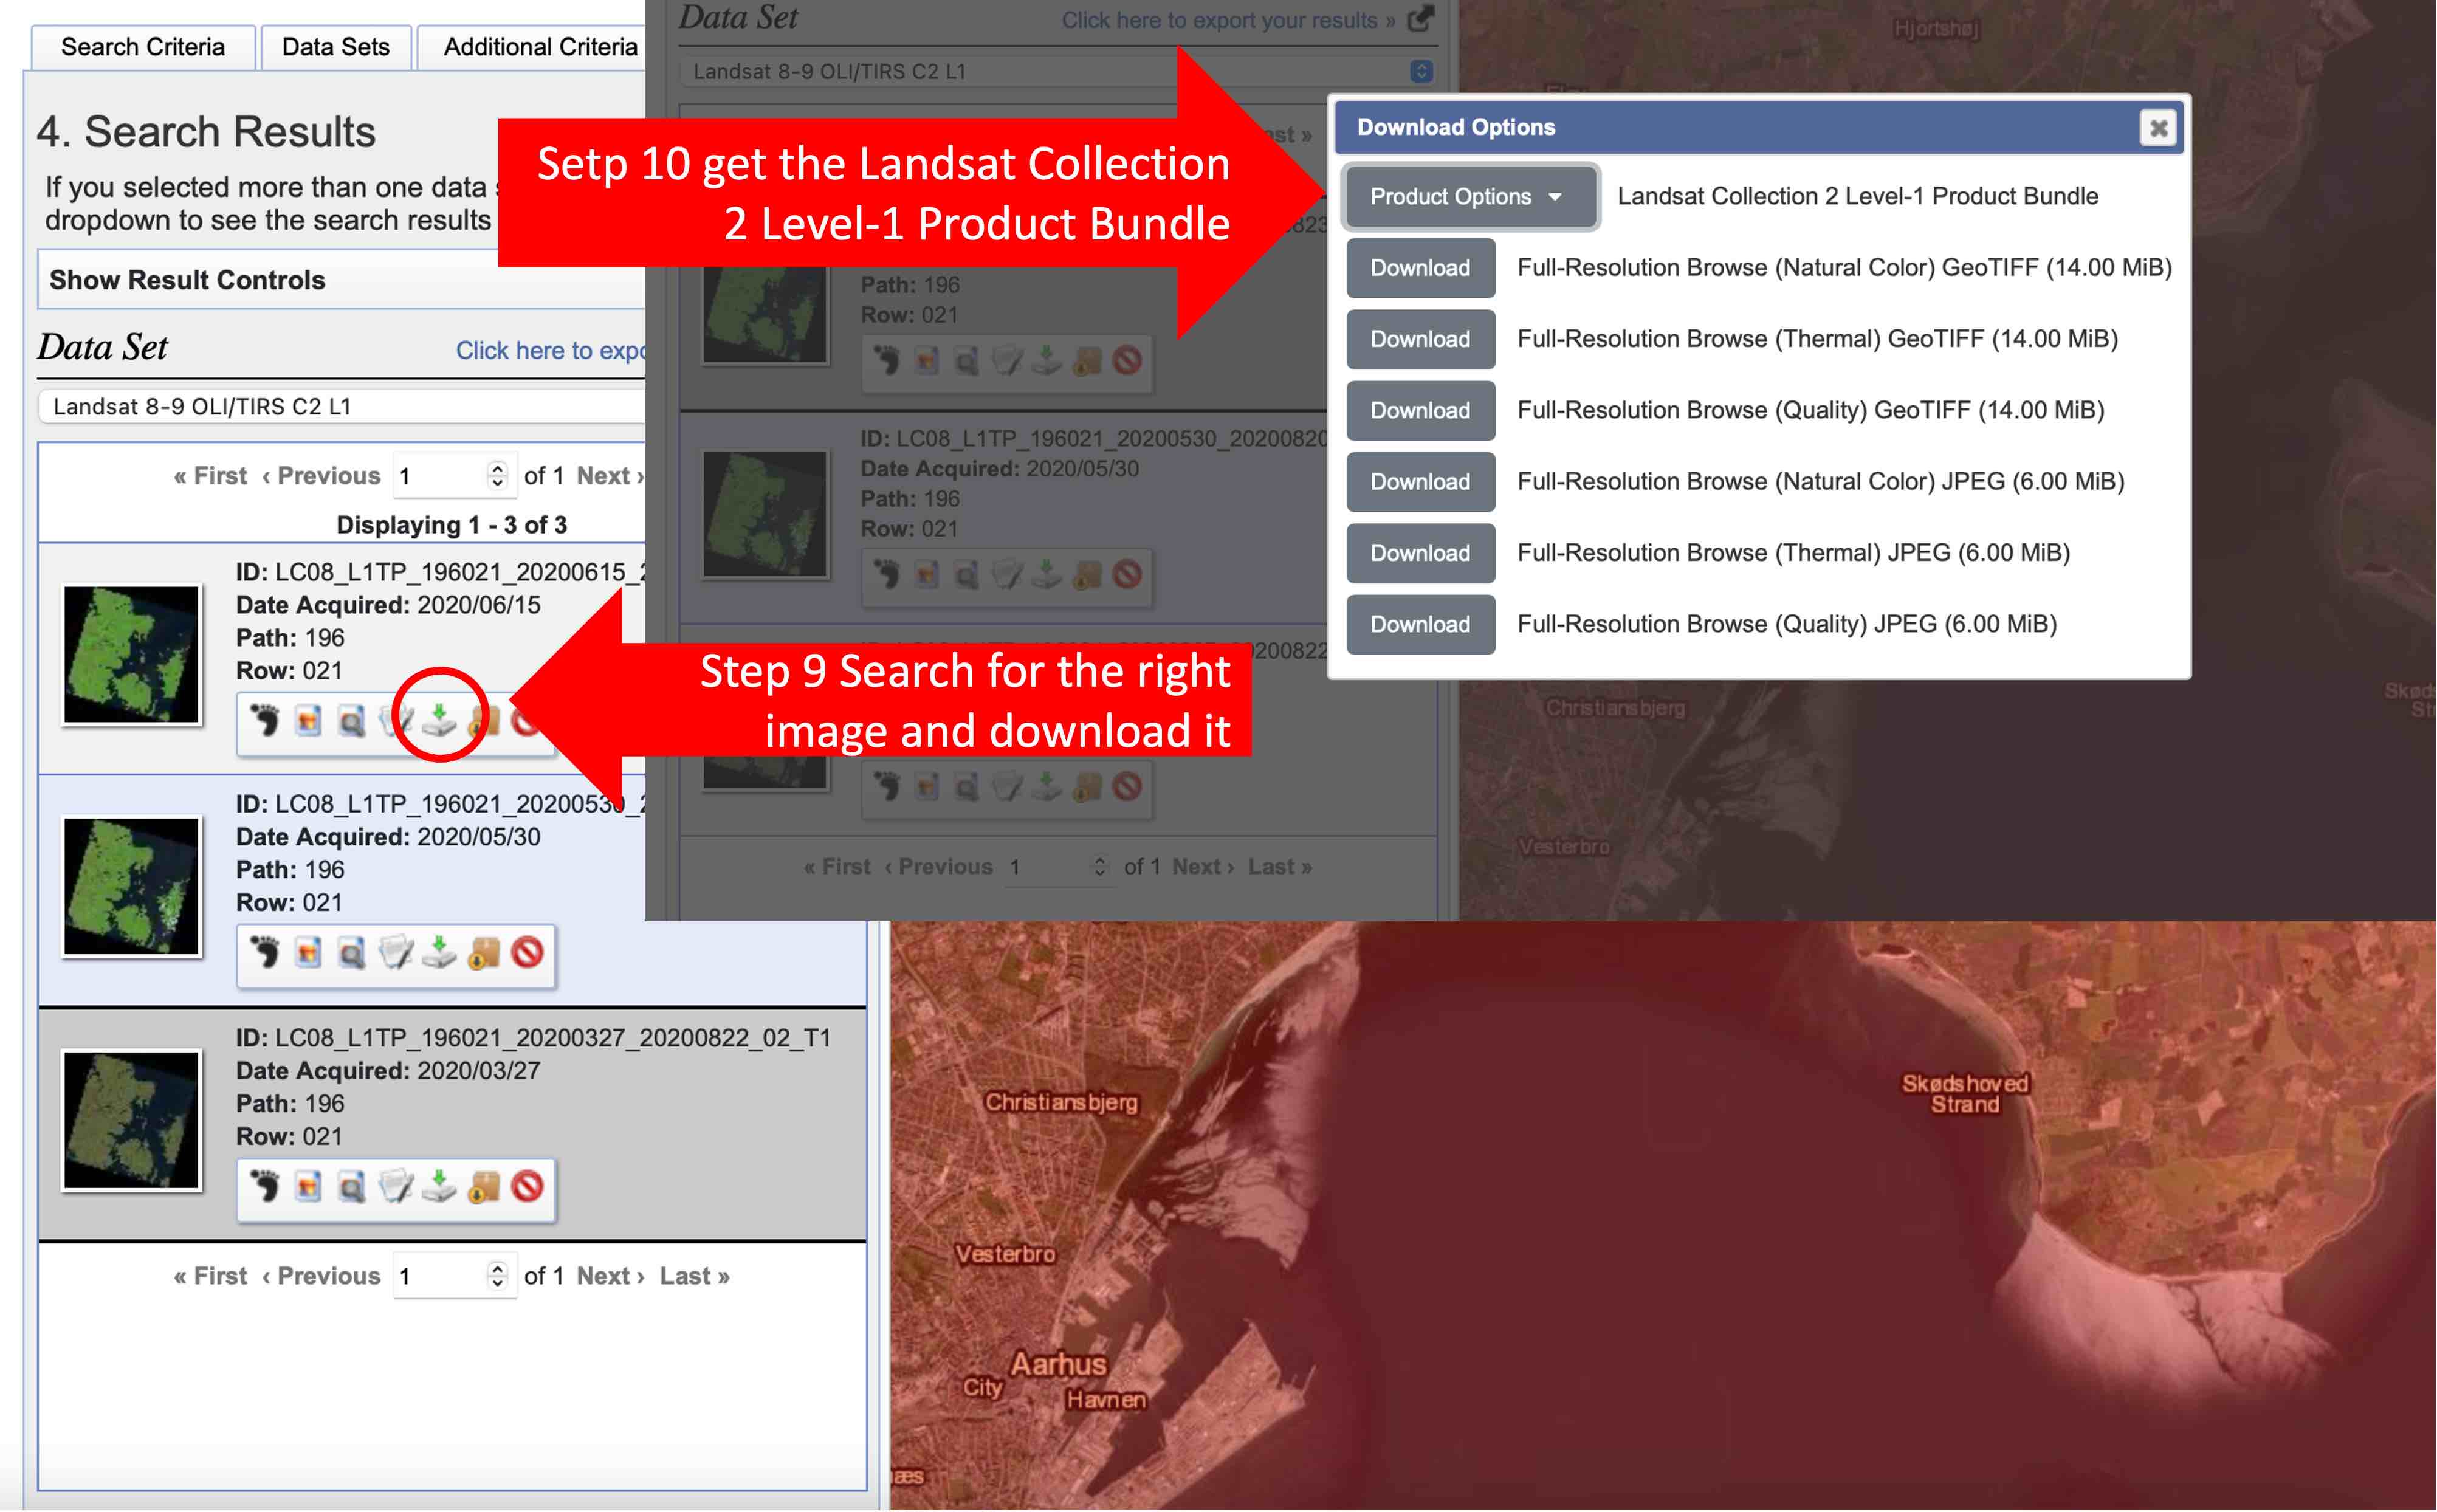 Search Criteria
Data Sets
Additional Criteria
4. Search Results
If you selected more than one data
dropdown to see the search results
Show Result Controls
Data Set
Click here to expo
Landsat 8-9 OLI/TIRS C2 L1
« First ‹ Previous 1 of 1 Next ›
Displaying 1 - 3 of 3
ID: LC08_L1TP_196021_20200615_2
Date Acquired: 2020/06/15
Path: 196
Row: 021
ID: LC08_L1TP_196021_20200530_2
Date Acquired: 2020/05/30
Path: 196
Row: 021
ID: LC08_L1TP_196021_20200327_20200822_02_T1
Date Acquired: 2020/03/27
Path: 196
Row: 021
« First ‹ Previous 1 of 1 Next › Last »
Data Set
Click here to export your results »
Landsat 8-9 OLI/TIRS C2 L1
ast »
Setp 10 get the Landsat Collection
2 Level-1 Product Bundle
823
Path: 196
Row: 021
ID: LC08_L1TP_196021_20200530_20200820
Date Acquired: 2020/05/30
Path: 196
Row: 021
200822
Step 9 Search for the right
image and download it
« First ‹ Previous 1 of 1 Next › Last »
Download Options
Product Options Landsat Collection 2 Level-1 Product Bundle
Download Full-Resolution Browse (Natural Color) GeoTIFF (14.00 MiB)
Download Full-Resolution Browse (Thermal) GeoTIFF (14.00 MiB)
Download Full-Resolution Browse (Quality) GeoTIFF (14.00 MiB)
Download Full-Resolution Browse (Natural Color) JPEG (6.00 MiB)
Download Full-Resolution Browse (Thermal) JPEG (6.00 MiB)
Download Full-Resolution Browse (Quality) JPEG (6.00 MiB)
Hjortshøj
Christiansbjerg
Skøds
St
Vesterbro
Christiansbjerg
Skødshoved
Strand
Vesterbro
Aarhus
City
Havnen
æs